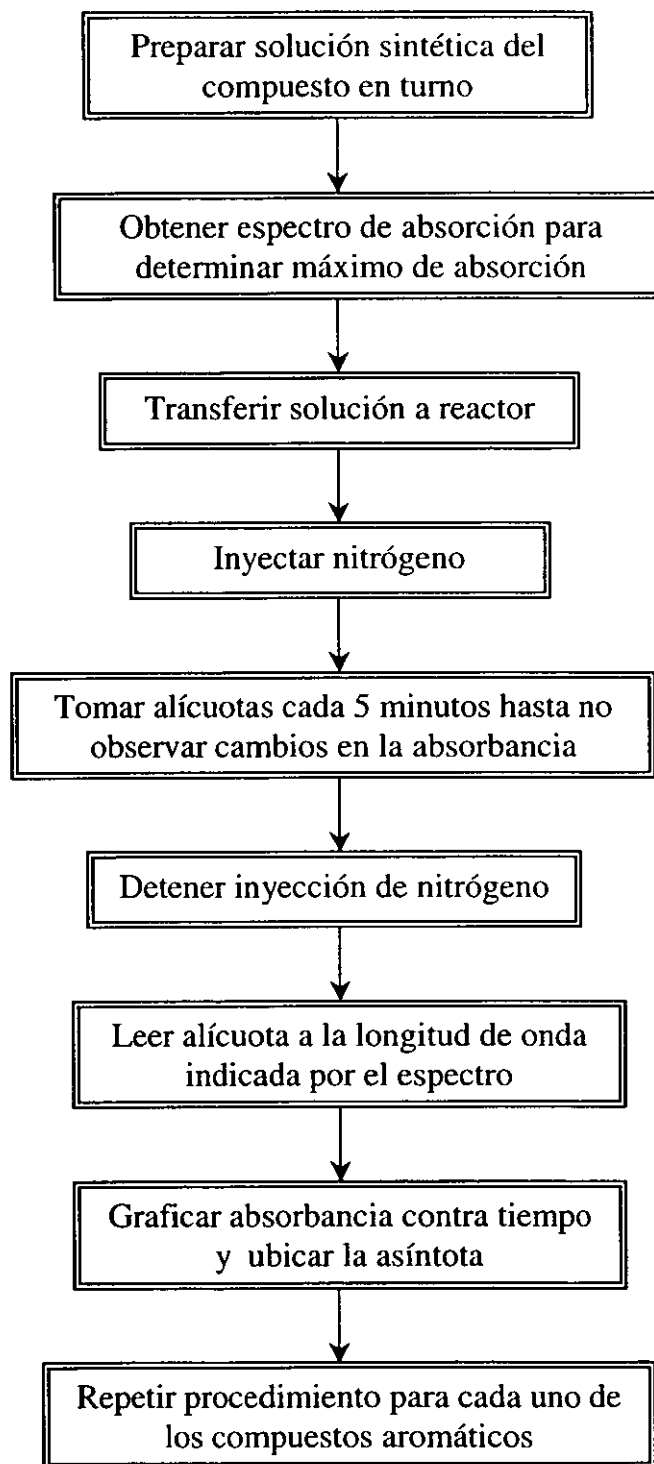 Preparar solución sintética del
compuesto en turno
Obtener espectro de absorción para
determinar máximo de absorción
Transferir solución a reactor
Inyectar nitrógeno
Tomar alícuotas cada 5 minutos hasta no
observar cambios en la absorbancia
Detener inyección de nitrógeno
Leer alícuota a la longitud de onda
indicada por el espectro
Graficar absorbancia contra tiempo
y ubicar la asíntota
Repetir procedimiento para cada uno de
los compuestos aromáticos